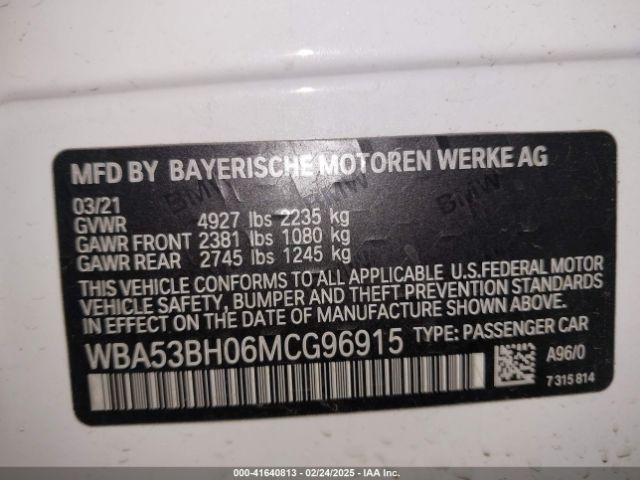 MFD BY BAYERISCHE MOTOREN WERKE AG
03/21
GVWR 4927 lbs 2235 kg
GAWR FRONT 2381 lbs 1080 kg
GAWR REAR 2745 lbs 1245 kg
THIS VEHICLE CONFORMS TO ALL APPLICABLE U.S.FEDERAL MOTOR
VEHICLE SAFETY, BUMPER AND THEFT PREVENTION STANDARDS
IN EFFECT ON THE DATE OF MANUFACTURE SHOWN ABOVE.
WBA53BH06MCG96915 TYPE: PASSENGER CAR
A96/0
7 315 814
BMW
BMW
000-41640813 - 02/24/2025 - IAA Inc.